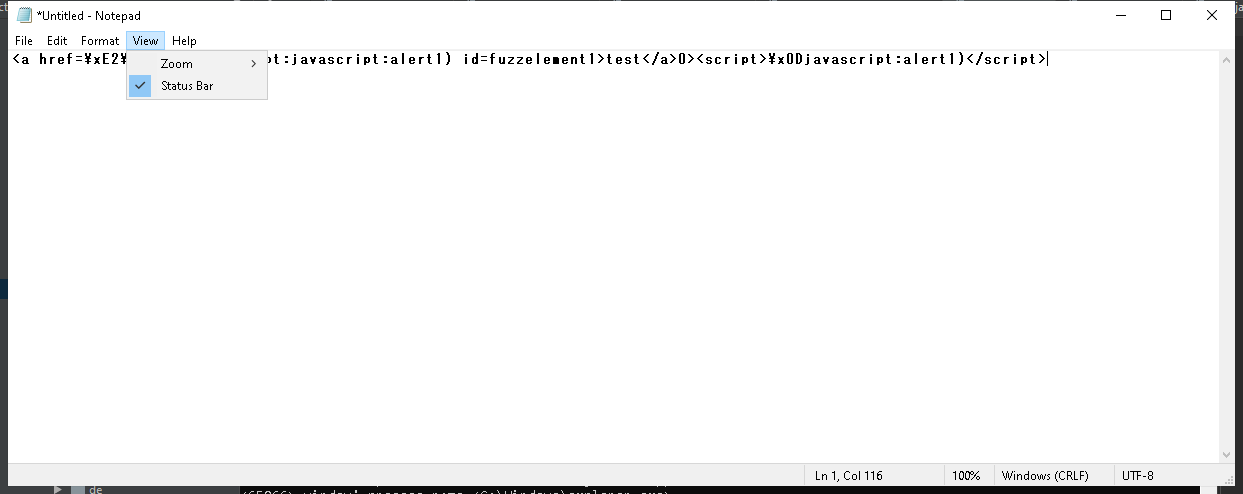 *Untitled - Notepad
File Edit Format View Help
<a href=¥xE2¥ pt:javascript:alert1) id=fuzzelement1>test</a>0><script>¥x0Djavascript:alert1)</script>
Zoom
Status Bar
Ln 1, Col 116 100% Windows (CRLF) UTF-8
de